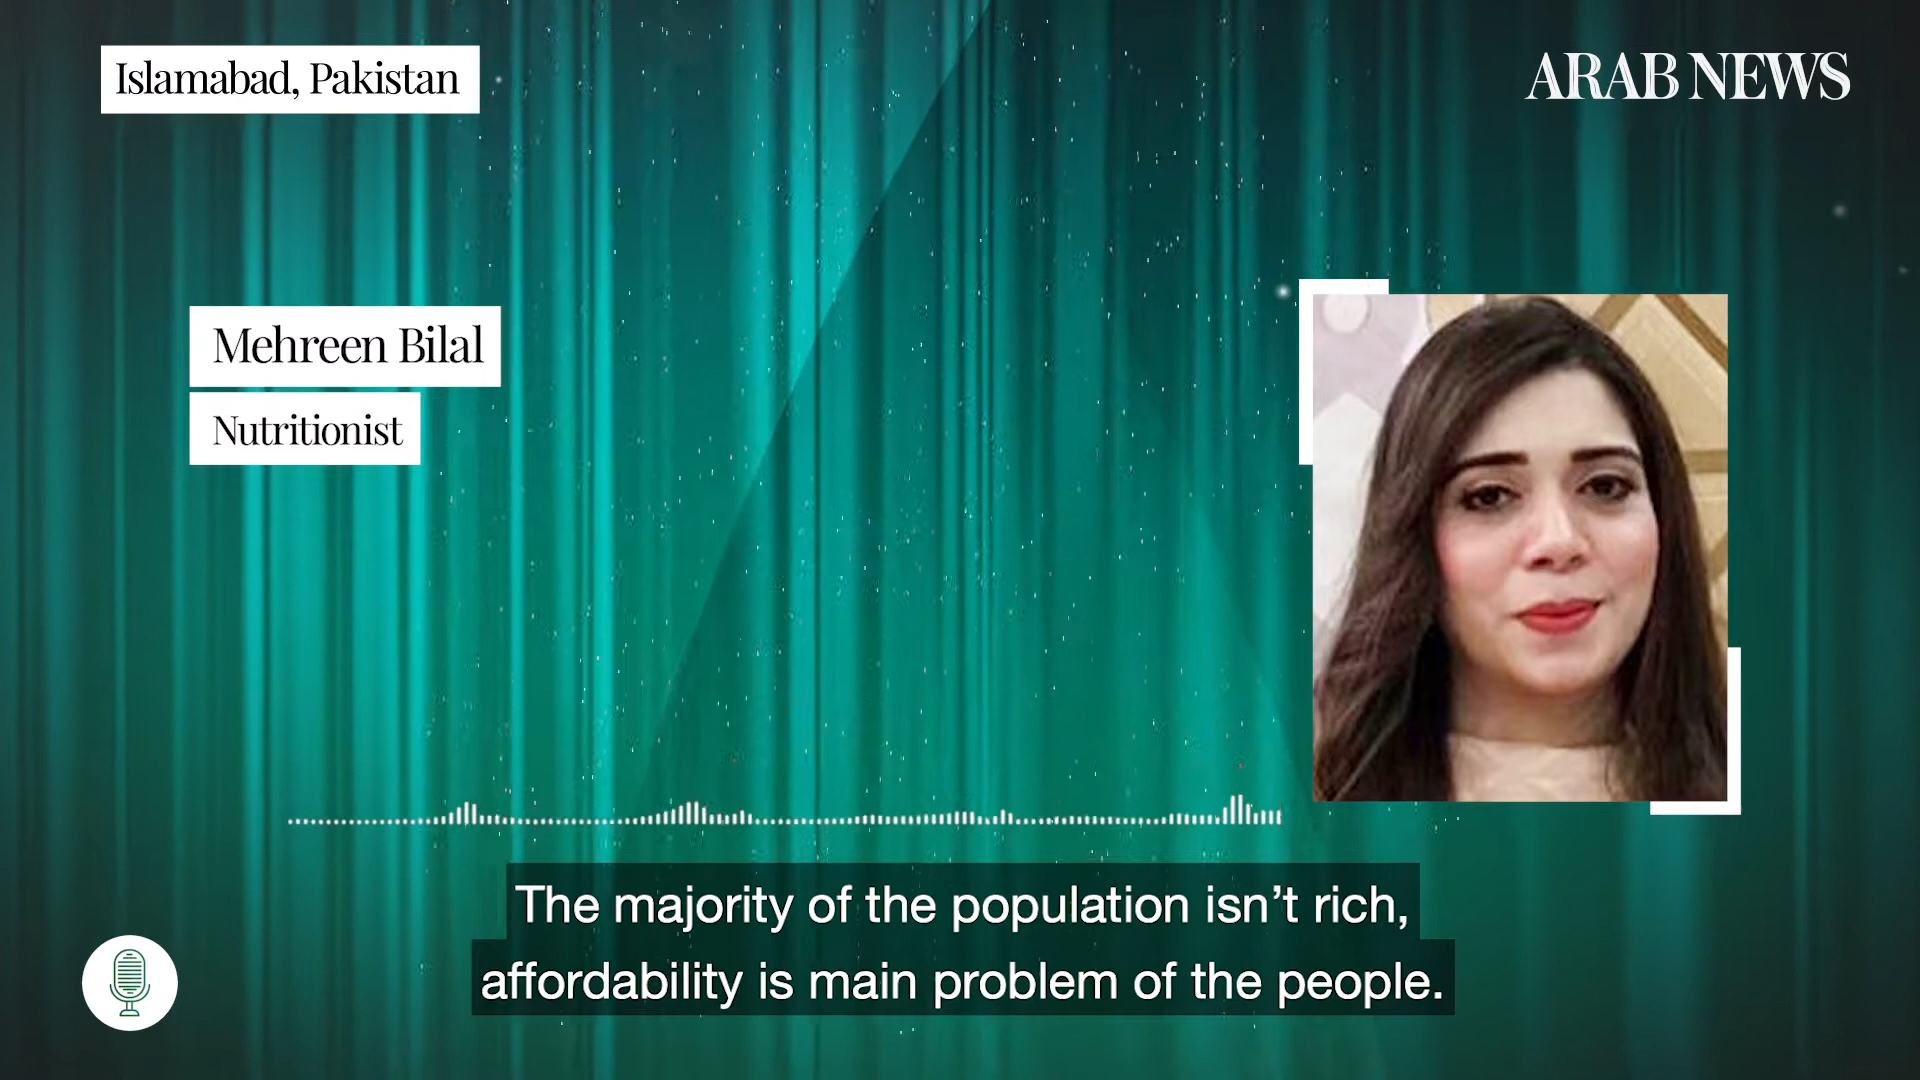 Islamabad, Pakistan
ARAB NEWS
Mehreen Bilal
Nutritionist
The majority of the population isn’t rich,
affordability is main problem of the people.